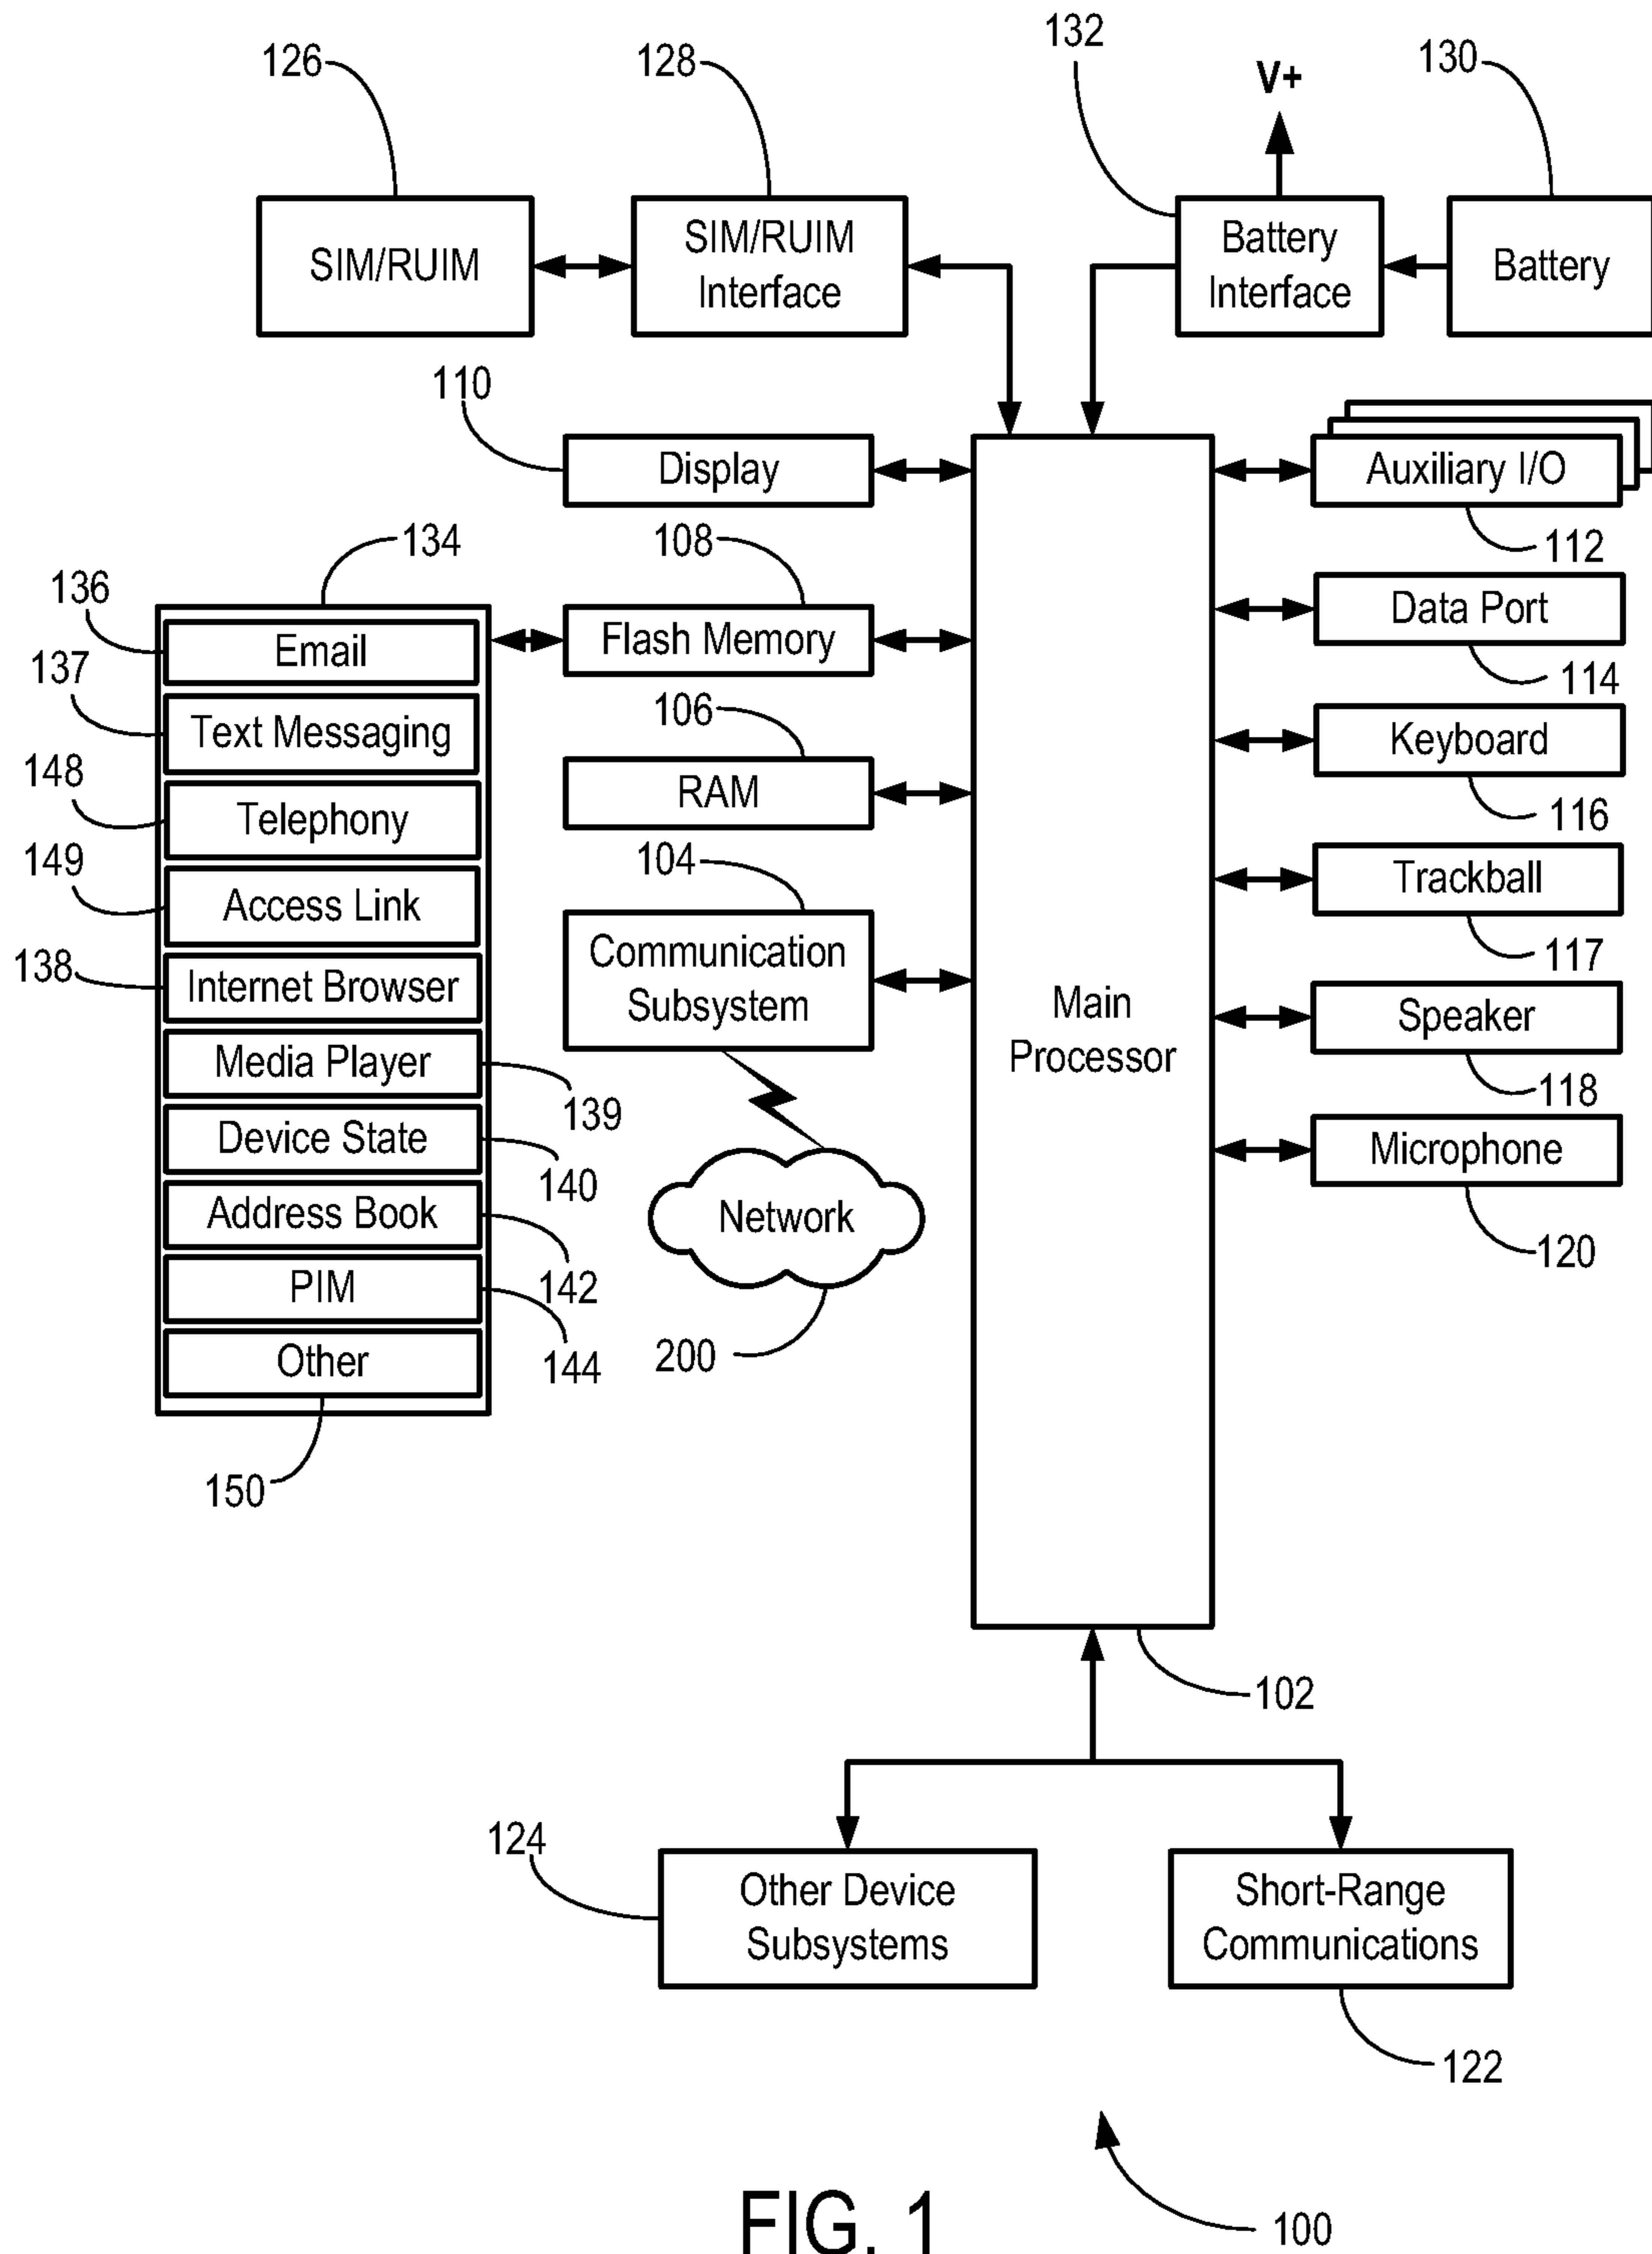 132
126
128
V+
130
SIM/RUIM
SIM/RUIM
Interface
Battery
Interface
Battery
110
Display
Auxiliary I/O
112
134
108
136
Email
Flash Memory
Data Port
137
114
Text Messaging
106
Keyboard
148
RAM
116
Telephony
149
104
Trackball
Access Link
117
138
Internet Browser
Communication
Subsystem
Main
Processor
Speaker
Media Player
118
139
Device State
Microphone
140
Address Book
Network
120
142
PIM
144
Other
200
150
102
124
Other Device
Subsystems
Short-Range
Communications
122
FIG. 1
100